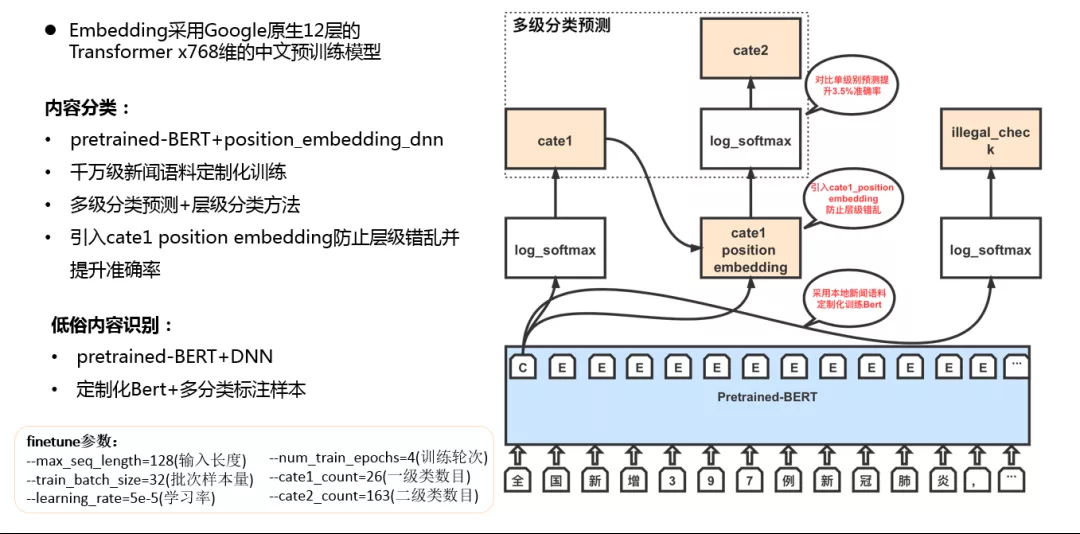 ● Embedding采用Google原生12层的
Transformer x768维的中文预训练模型
内容分类：
• pretrained-BERT+position_embedding_dnn
• 千万级新闻语料定制化训练
• 多级分类预测+层级分类方法
• 引入cate1 position embedding防止层级错乱并
提升准确率
低俗内容识别：
• pretrained-BERT+DNN
• 定制化Bert+多分类标注样本
finetune参数：
--max_seq_length=128(输入长度)
--train_batch_size=32(批次样本量)
--learning_rate=5e-5(学习率)
--num_train_epochs=4(训练轮次)
--cate1_count=26(一级类数目)
--cate2_count=163(二级类数目)
多级分类预测
cate2
对比单级别预测提
升3.5%准确率
cate1
log_softmax
illegal_chec
k
引入cate1_position
embedding
防止层级错乱
log_softmax
cate1
position
embedding
log_softmax
采用本地新闻语料
定制化训练Bert
C E E E E E E E E E E E E ...
Pretrained-BERT
全 国 新 增 3 9 7 例 新 冠 肺 炎 ， ...